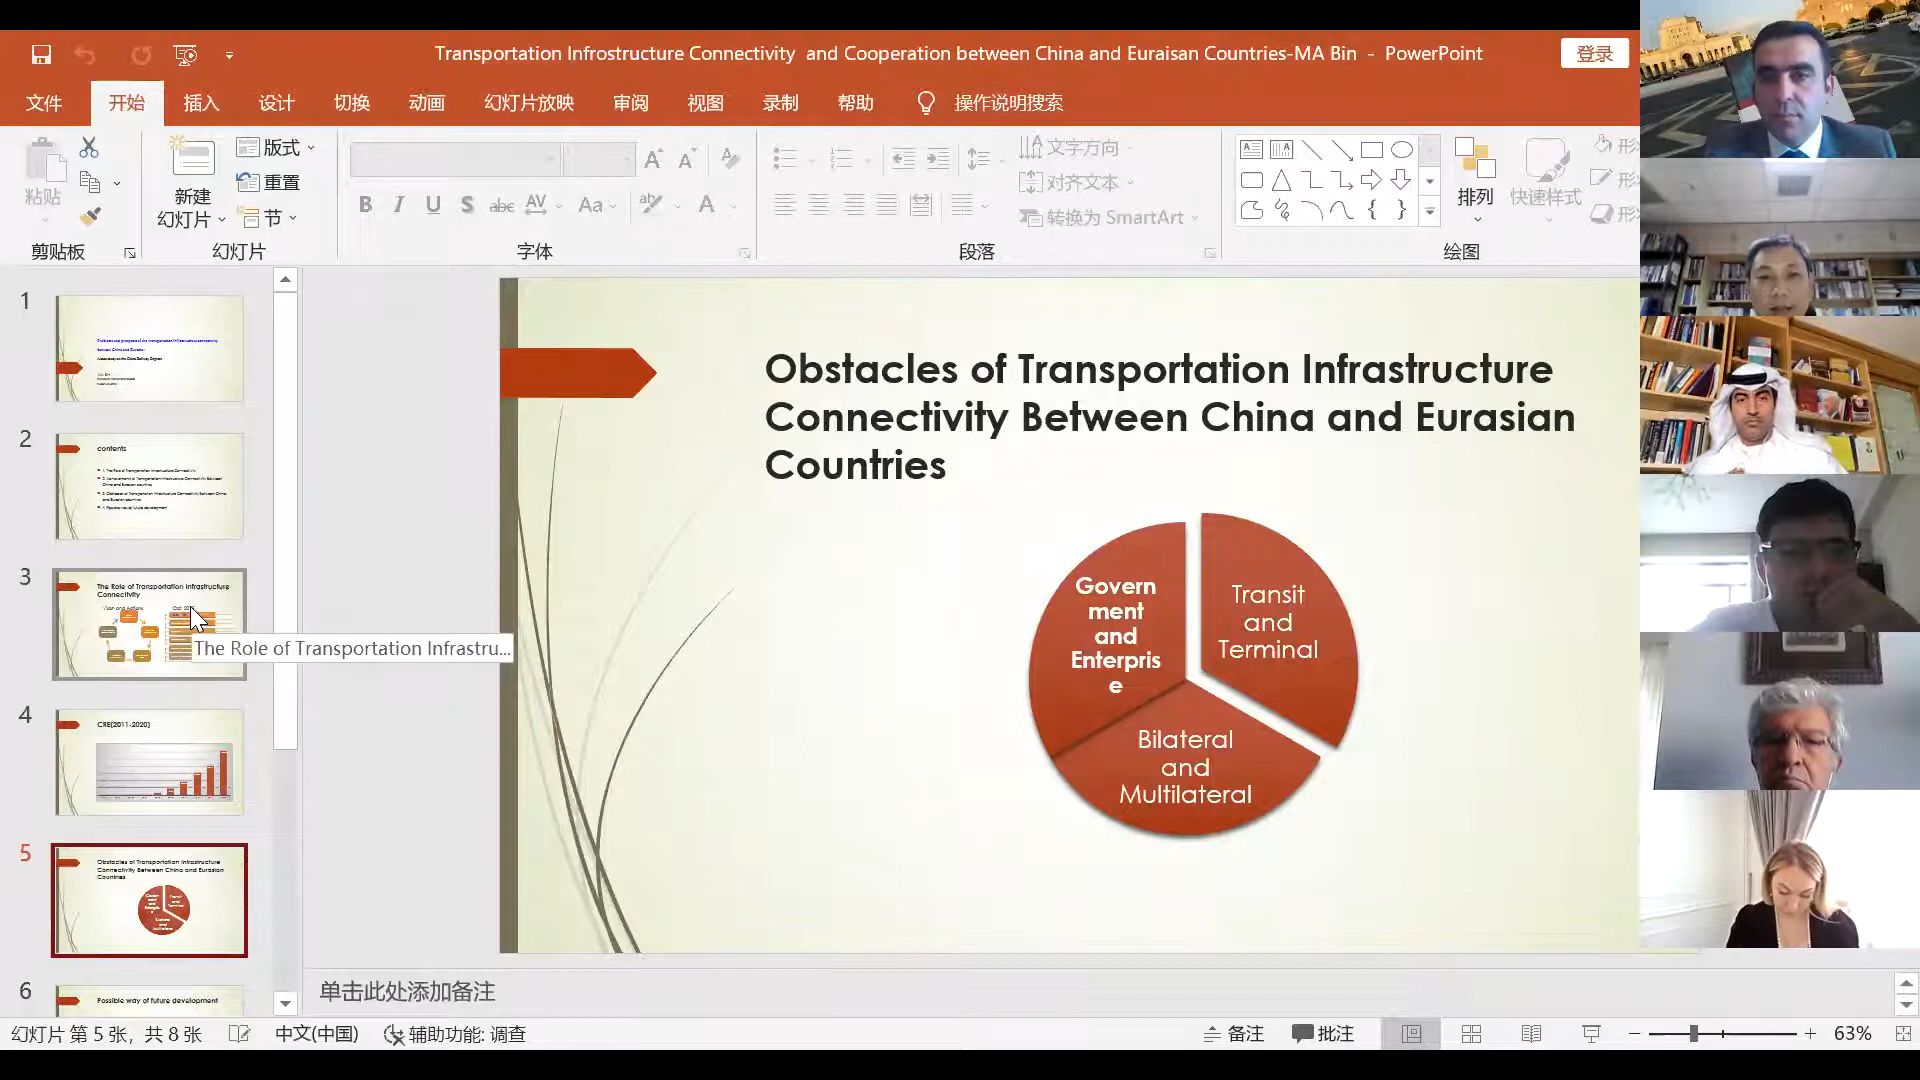 Transportation Infrostructure Connectivity and Cooperation between China and Euraisan Countries-MA Bin - PowerPoint
登录
文件 开始 插入 设计 切换 动画 幻灯片放映 审阅 视图 录制 帮助 操作说明搜索
粘贴
剪贴板
新建
幻灯片
版式
重置
节
幻灯片
B I U S abc AV Aa A
字体
文字方向
对齐文本
转换为 SmartArt
段落
排列
快速样式
绘图
1
2
contents
3
The Role of Transportation Infrastructure
Connectivity
The Role of Transportation Infrastru...
4
CRE(2011-2020)
5
Obstacles of Transportation Infrastructure
Connectivity Between China and Eurasian
Countries
6
Possible way of future development
Obstacles of Transportation Infrastructure
Connectivity Between China and Eurasian
Countries
Govern
ment
and
Enterpris
e
Transit
and
Terminal
Bilateral
and
Multilateral
单击此处添加备注
幻灯片 第 5 张，共 8 张 中文(中国) 辅助功能: 调查 备注 批注 63%